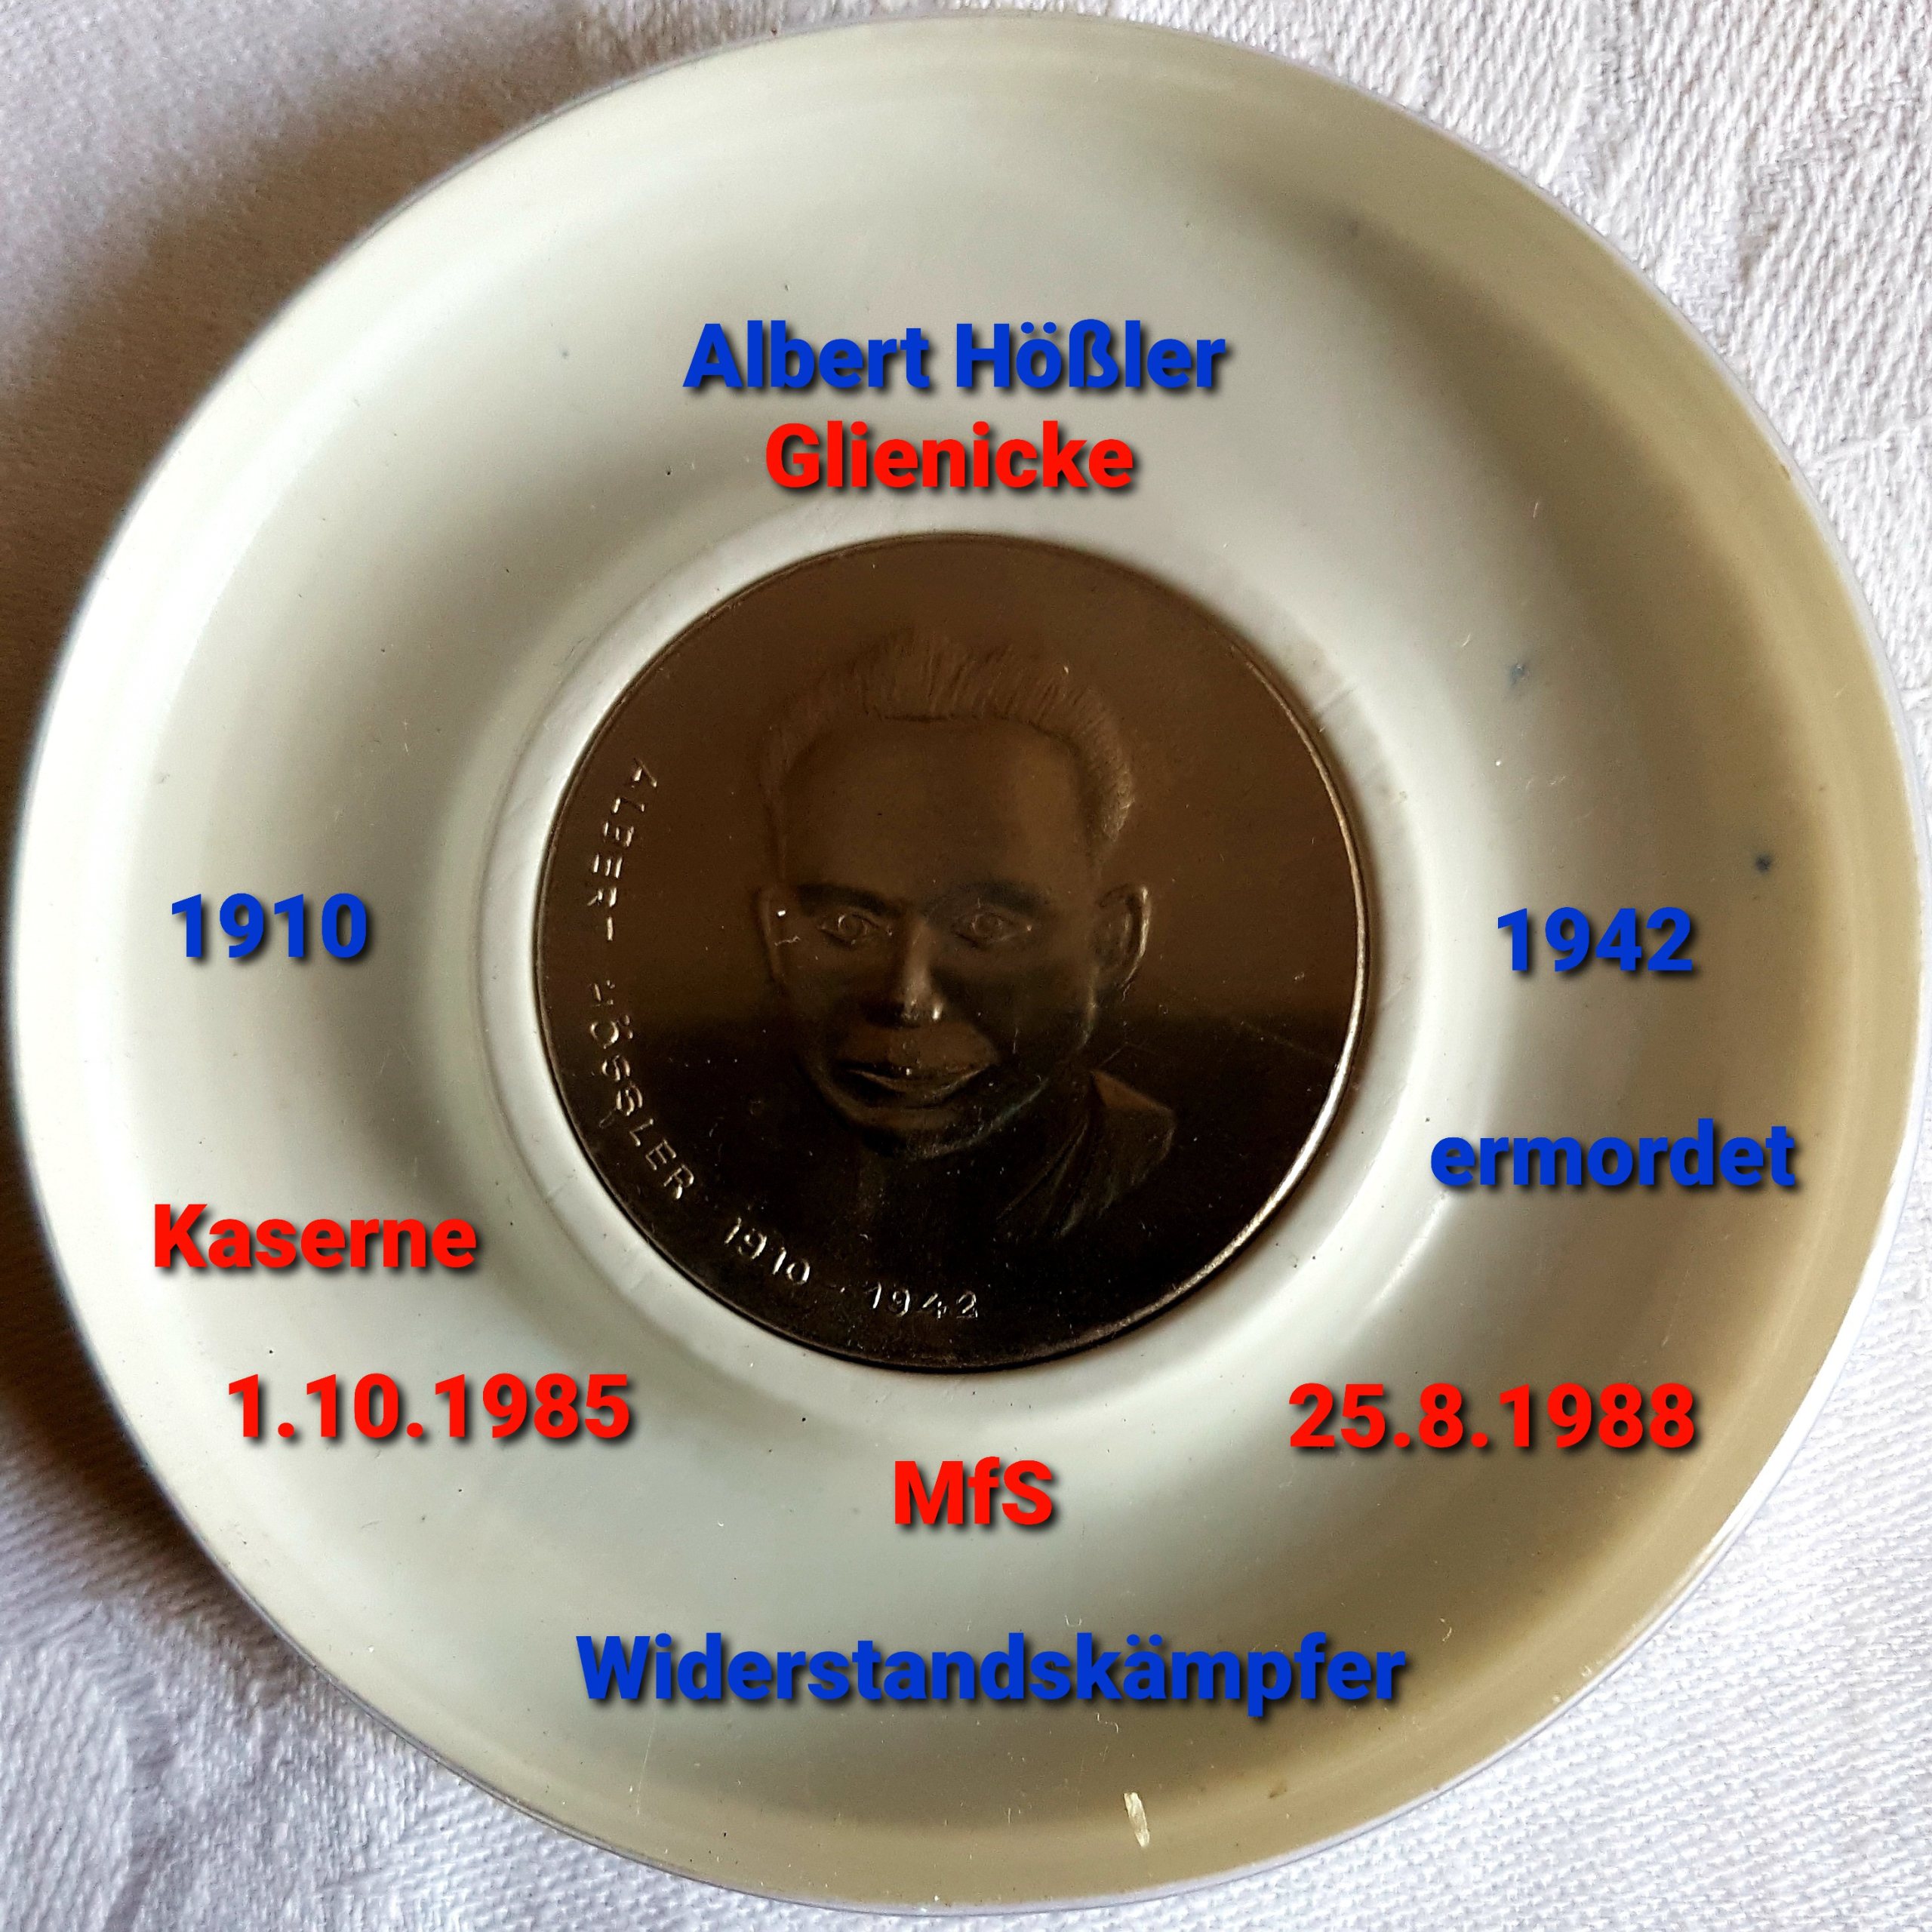 Albert Hößler
Glienicke
ALBERT HÖSSLER 1910 - 1942
1910
1942
ermordet
Kaserne
1.10.1985
25.8.1988
MfS
Widerstandskämpfer